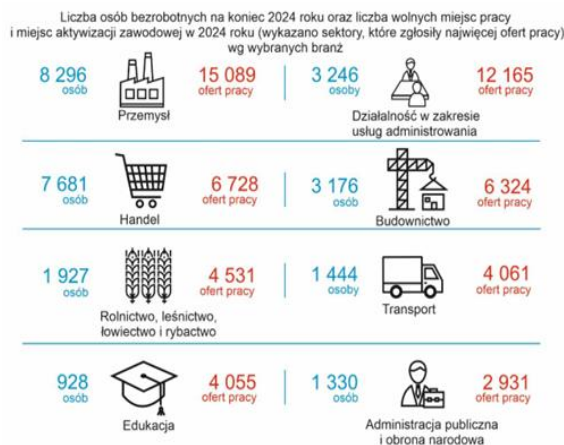 Liczba osób bezrobotnych na koniec 2024 roku oraz liczba wolnych miejsc pracy
i miejsc aktywizacji zawodowej w 2024 roku (wykazano sektory, które zgłosiły najwięcej ofert pracy)
wg wybranych branż
8 296
osób
15 089
ofert pracy
Przemysł
3 246
osoby
12 165
ofert pracy
Działalność w zakresie
usług administrowania
7 681
osób
6 728
ofert pracy
Handel
3 176
osób
6 324
ofert pracy
Budownictwo
1 927
osób
4 531
ofert pracy
Rolnictwo, leśnictwo,
łowiectwo i rybactwo
1 444
osoby
4 061
ofert pracy
Transport
928
osób
4 055
ofert pracy
Edukacja
1 330
osób
2 931
ofert pracy
Administracja publiczna
i obrona narodowa